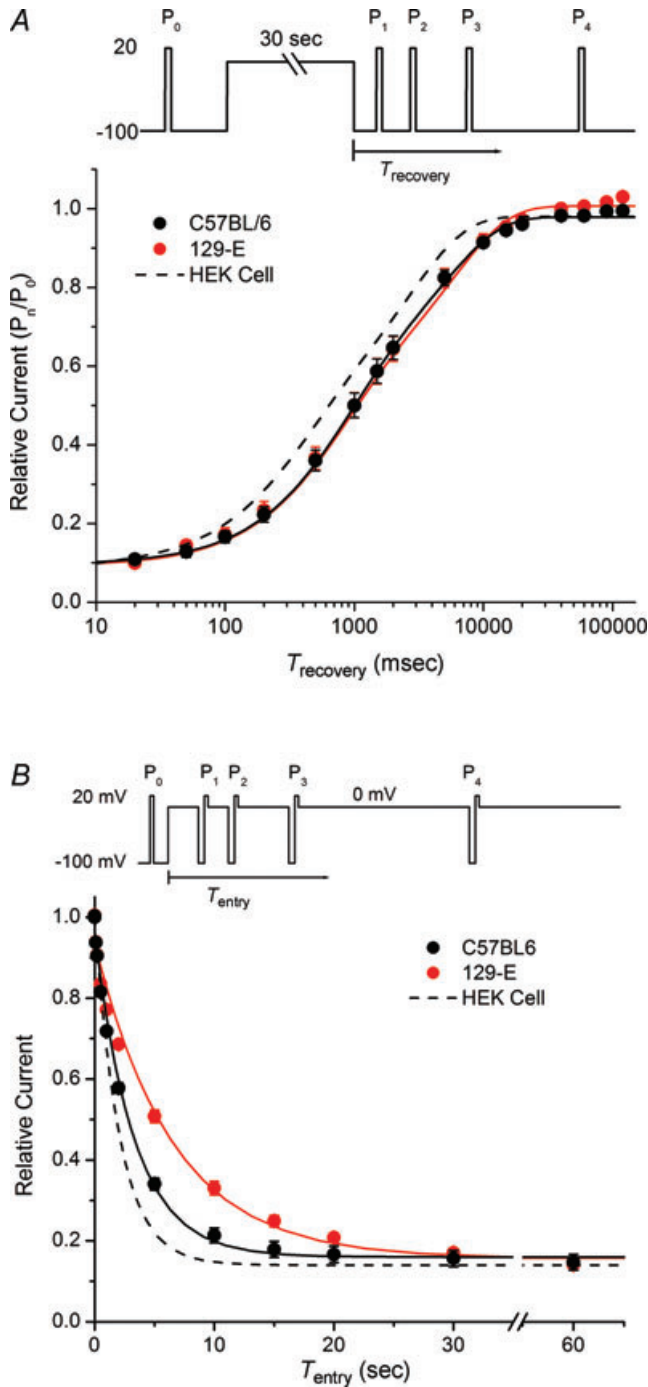 A
P0 P1 P2 P3 P4
20
30 sec
-100
Trecovery
1.0
0.8
0.6
0.4
0.2
0.0
C57BL/6
129-E
HEK Cell
Relative Current (Pn/P0)
10 100 1000 10000 100000
Trecovery (msec)
B
P0 P1 P2 P3 P4
20 mV
0 mV
-100 mV
Tentry
1.0
0.8
0.6
0.4
0.2
0.0
C57BL6
129-E
HEK Cell
Relative Current
0 10 20 30 60
Tentry (sec)